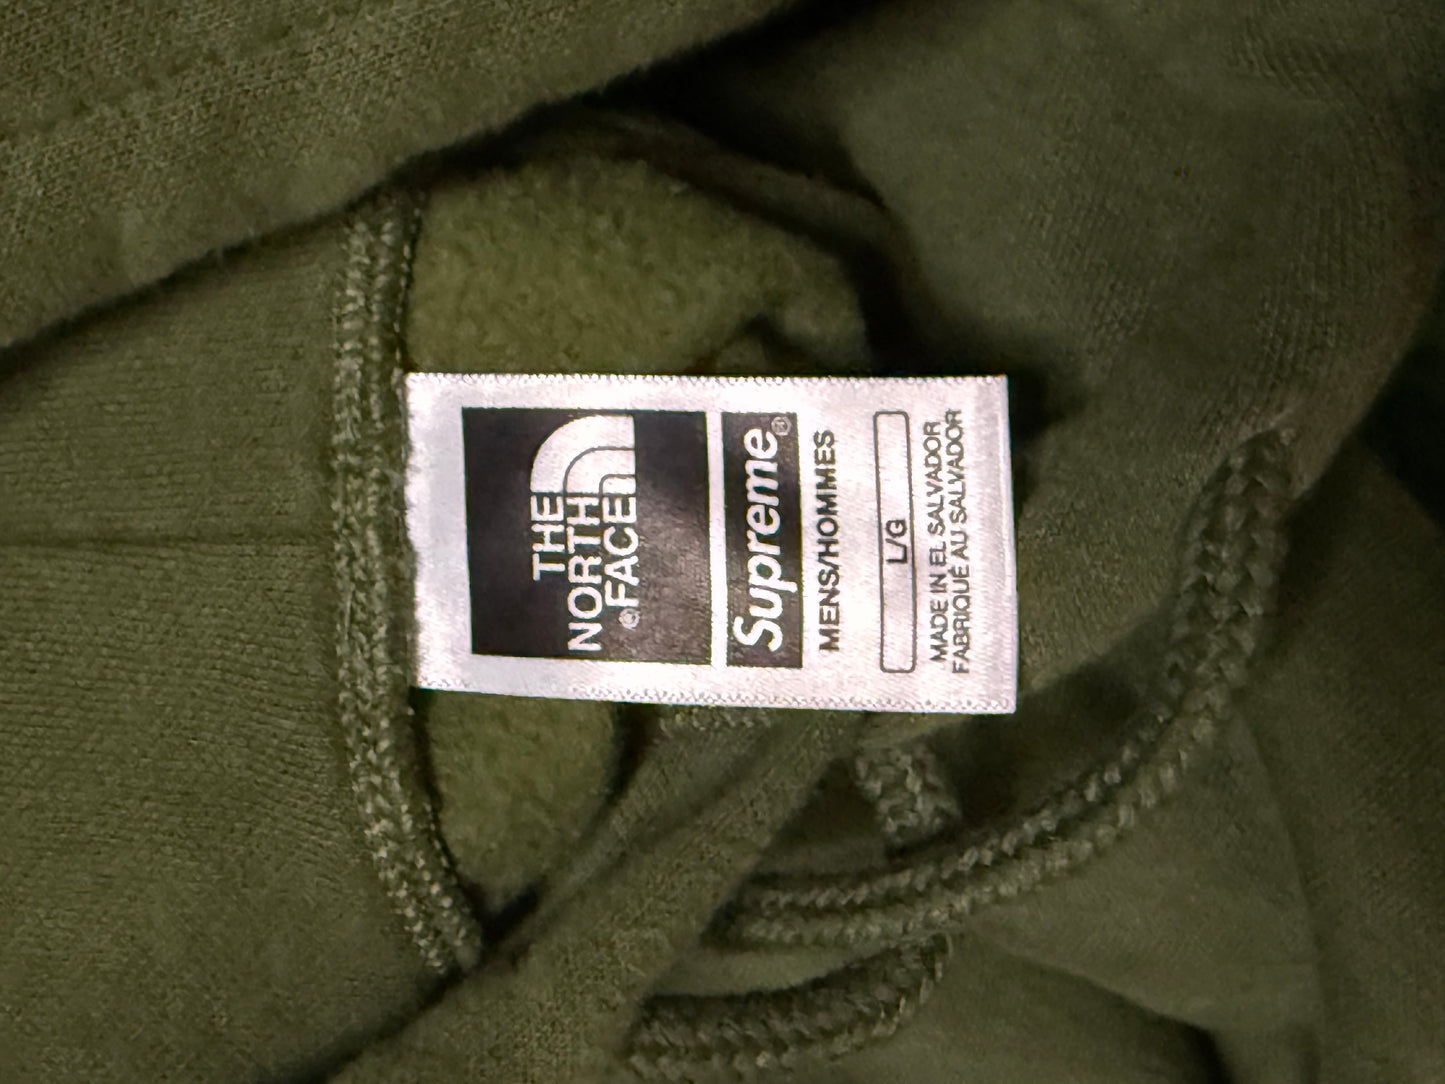 THE
NORTH
FACE®
Supreme®
MENS/HOMMES
L/G
MADE IN EL SALVADOR
FABRIQUÉ AU SALVADOR